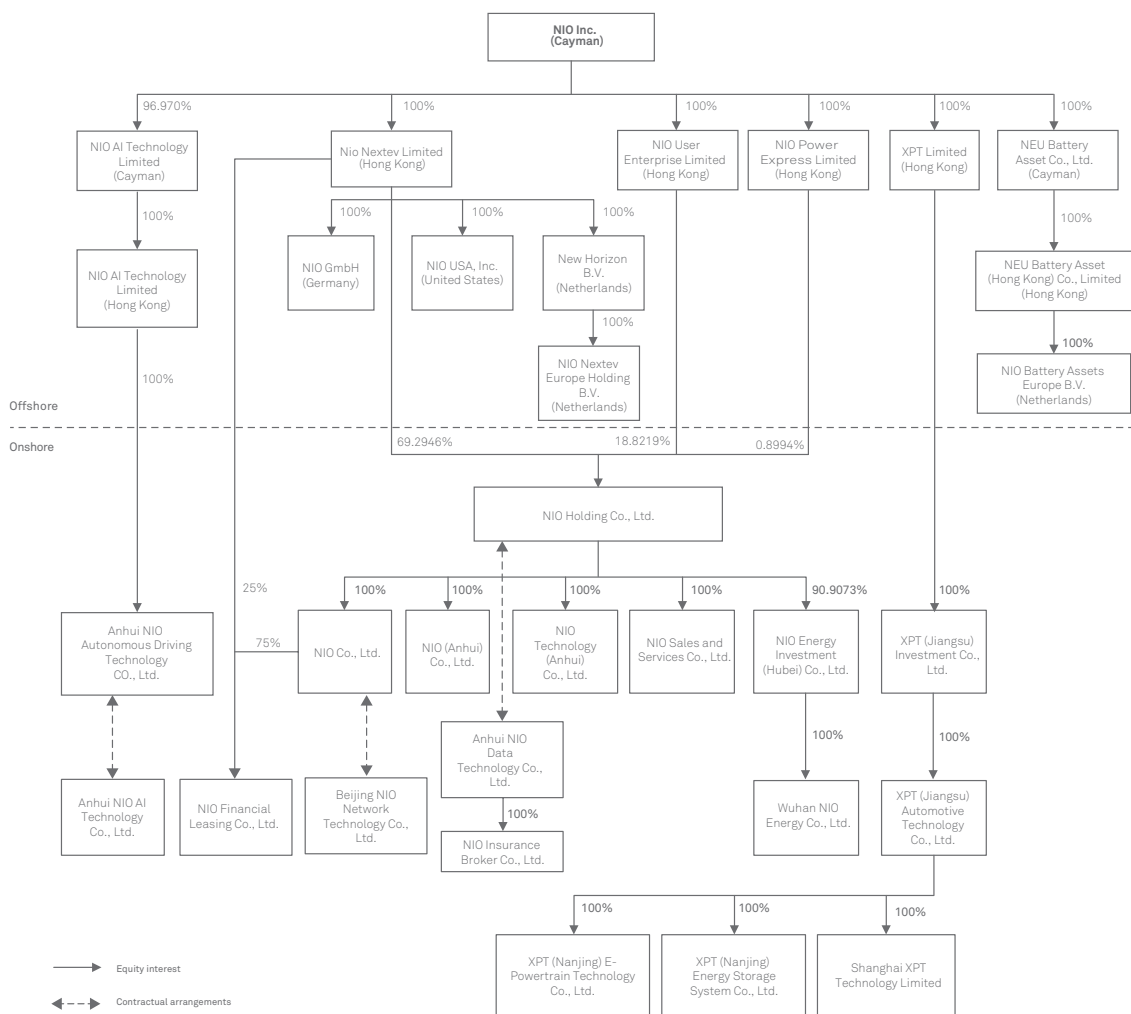 NIO Inc.
(Cayman)
96.970%
100%
100%
100%
100%
100%
NIO AI Technology
Limited
(Cayman)
Nio Nextev Limited
(Hong Kong)
NIO User
Enterprise Limited
(Hong Kong)
NIO Power
Express Limited
(Hong Kong)
XPT Limited
(Hong Kong)
NEU Battery
Asset Co., Ltd.
(Cayman)
100%
100%
100%
100%
100%
NIO AI Technology
Limited
(Hong Kong)
NIO GmbH
(Germany)
NIO USA, Inc.
(United States)
New Horizon
B.V.
(Netherlands)
NEU Battery Asset
(Hong Kong) Co., Limited
(Hong Kong)
100%
100%
100%
NIO Nextev
Europe Holding
B.V.
(Netherlands)
NIO Battery Assets
Europe B.V.
(Netherlands)
Offshore
Onshore
69.2946%
18.8219%
0.8994%
NIO Holding Co., Ltd.
25%
100%
100%
100%
100%
90.9073%
100%
75%
Anhui NIO
Autonomous Driving
Technology
CO., Ltd.
NIO Co., Ltd.
NIO (Anhui)
Co., Ltd.
NIO
Technology
(Anhui)
Co., Ltd.
NIO Sales and
Services Co., Ltd.
NIO Energy
Investment
(Hubei) Co., Ltd.
XPT (Jiangsu)
Investment Co.,
Ltd.
Anhui NIO
Data
Technology Co.,
Ltd.
100%
100%
Anhui NIO AI
Technology
Co., Ltd.
NIO Financial
Leasing Co., Ltd.
Beijing NIO
Network
Technology Co.,
Ltd.
100%
NIO Insurance
Broker Co., Ltd.
Wuhan NIO
Energy Co., Ltd.
XPT (Jiangsu)
Automotive
Technology
Co., Ltd.
100%
100%
100%
XPT (Nanjing) E-
Powertrain Technology
Co., Ltd.
XPT (Nanjing)
Energy Storage
System Co., Ltd.
Shanghai XPT
Technology Limited
Equity interest
Contractual arrangements